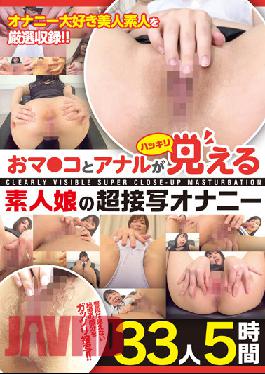 オナニー大好き美人素人を
厳選収録!!
おマ●コとアナルが
ハッキリ
見える
CLEARLY VISIBLE SUPER CLOSE-UP MASTURBATION
素人娘の超接写オナニー
33人5時間